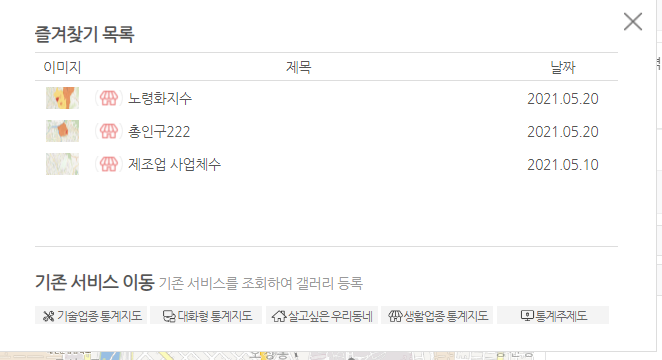 즐겨찾기 목록
이미지 제목 날짜
노령화지수 2021.05.20
총인구222 2021.05.20
제조업 사업체수 2021.05.10
기존 서비스 이동 기존 서비스를 조회하여 갤러리 등록
기술업종 통계지도 대화형 통계지도 살고싶은 우리동네 생활업종 통계지도 통계주제도